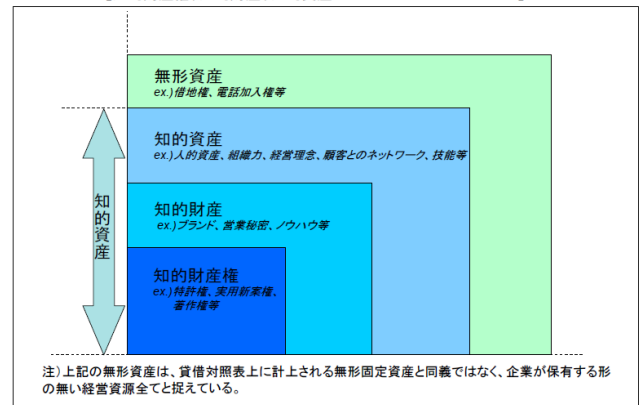 無形資産
ex.)借地権、電話加入権等
知的資産
ex.)人的資産、組織力、経営理念、顧客とのネットワーク、技能等
知的財産
ex.)ブランド、営業秘密、ノウハウ等
知的財産権
ex.)特許権、実用新案権、
著作権等
知的資産
注)上記の無形資産は、貸借対照表上に計上される無形固定資産と同義ではなく、企業が保有する形
の無い経営資源全てと捉えている。